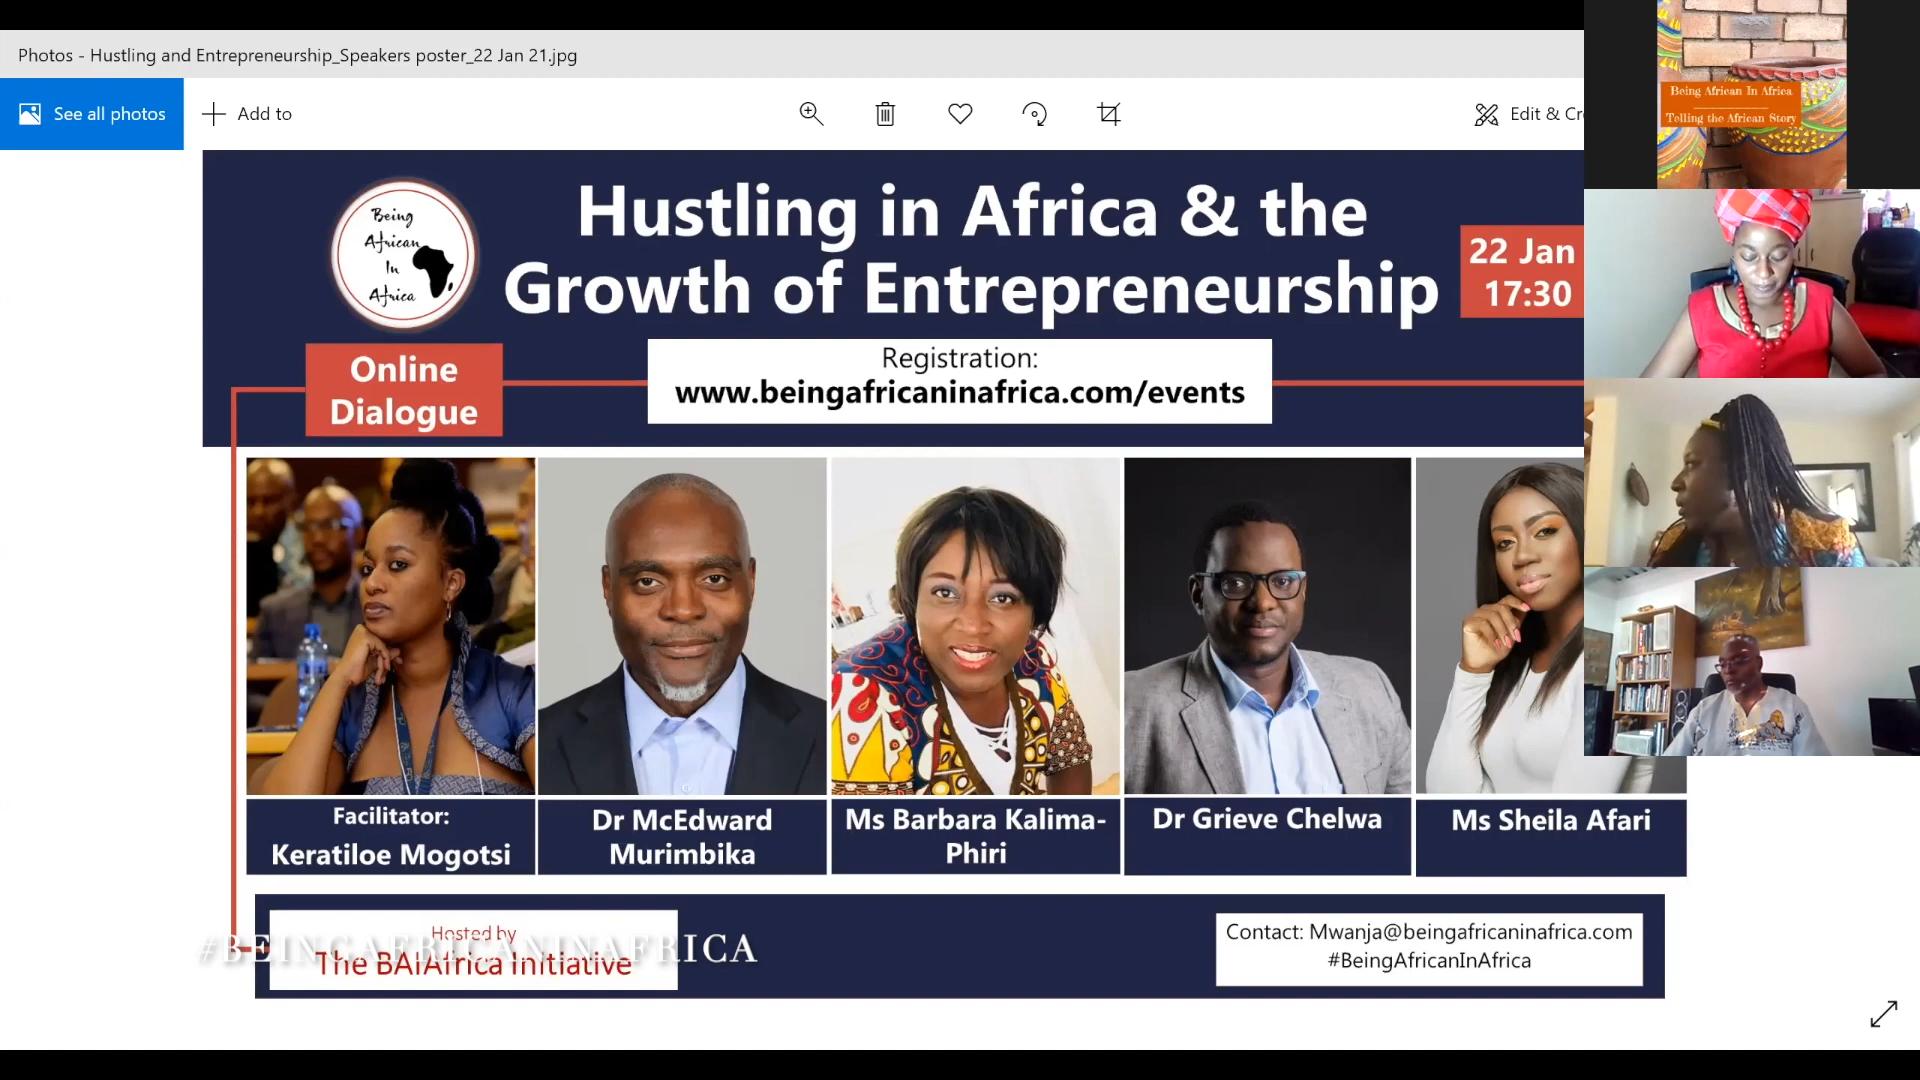 Photos - Hustling and Entrepreneurship_Speakers poster_22 Jan 21.jpg
See all photos
Add to
Edit &
Being African In Africa
Telling the African Story
Being
African
In
Africa
Hustling in Africa & the
Growth of Entrepreneurship
22 Jan
17:30
Online
Dialogue
Registration:
www.beingafricaninafrica.com/events
Facilitator:
Keratiloe Mogotsi
Dr McEdward
Murimbika
Ms Barbara Kalima-
Phiri
Dr Grieve Chelwa
Ms Sheila Afari
Hosted by
The BAiAfrica Initiative
#BEINGAFRICANINAFRICA
Contact: Mwanja@beingafricaninafrica.com
#BeingAfricanInAfrica